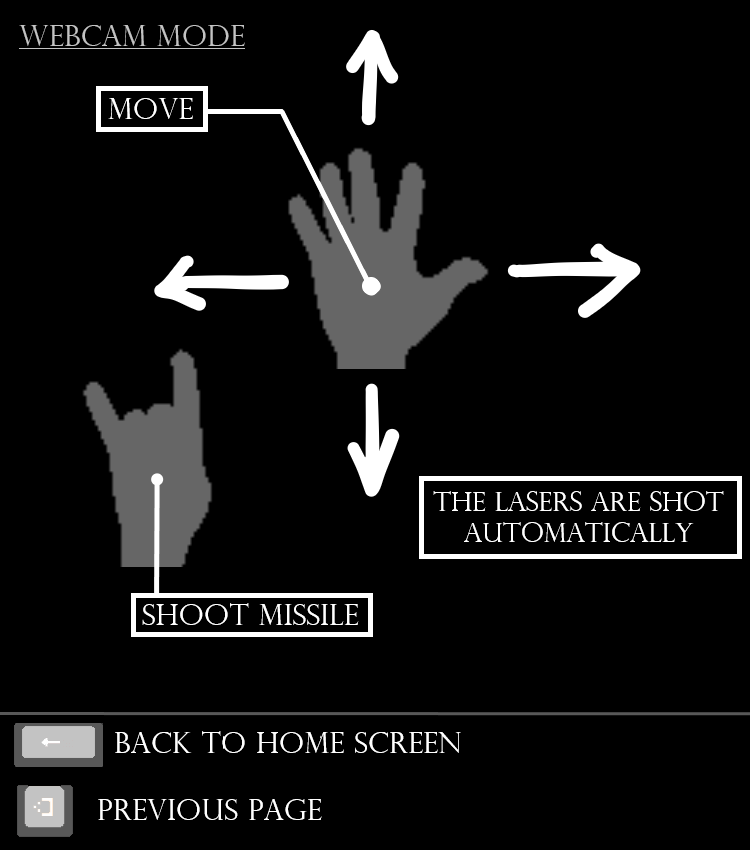 WEBCAM MODE
MOVE
THE LASERS ARE SHOT
AUTOMATICALLY
SHOOT MISSILE
BACK TO HOME SCREEN
PREVIOUS PAGE